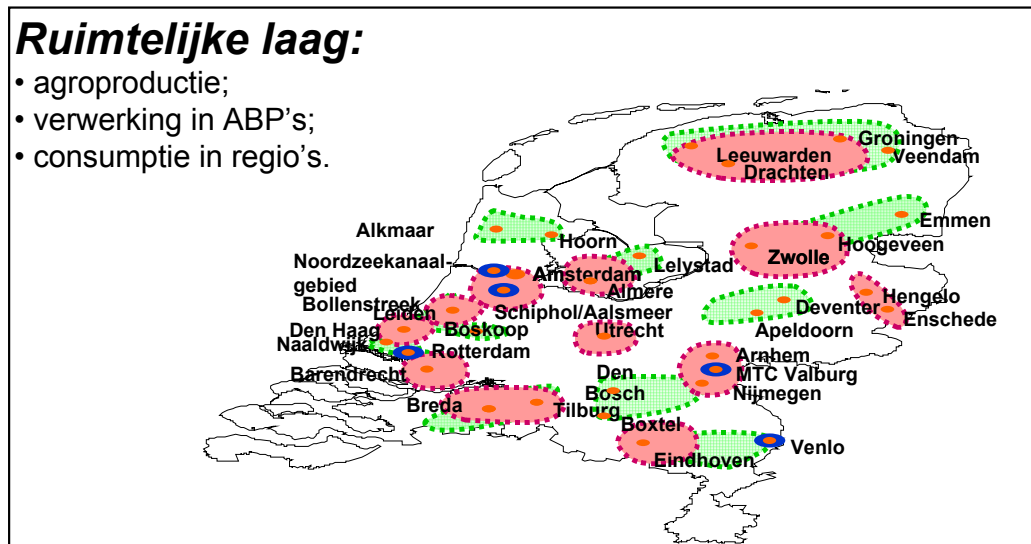 Ruimtelijke laag:
• agroproductie;
• verwerking in ABP's;
• consumptie in regio's.
Groningen
Leeuwarden
Veendam
Drachten
Emmen
Alkmaar
Hoorn
Hoogeveen
Zwolle
Noordzeekanaal-
gebied
Amsterdam
Lelystad
Almere
Bollenstreek
Leiden
Schiphol/Aalsmeer
Deventer
Hengelo
Enschede
Apeldoorn
Den Haag
Boskoop
Utrecht
Naaldwijk
Rotterdam
Arnhem
Barendrecht
Den
Bosch
MTC Valburg
Nijmegen
Breda
Tilburg
Boxtel
Eindhoven
Venlo